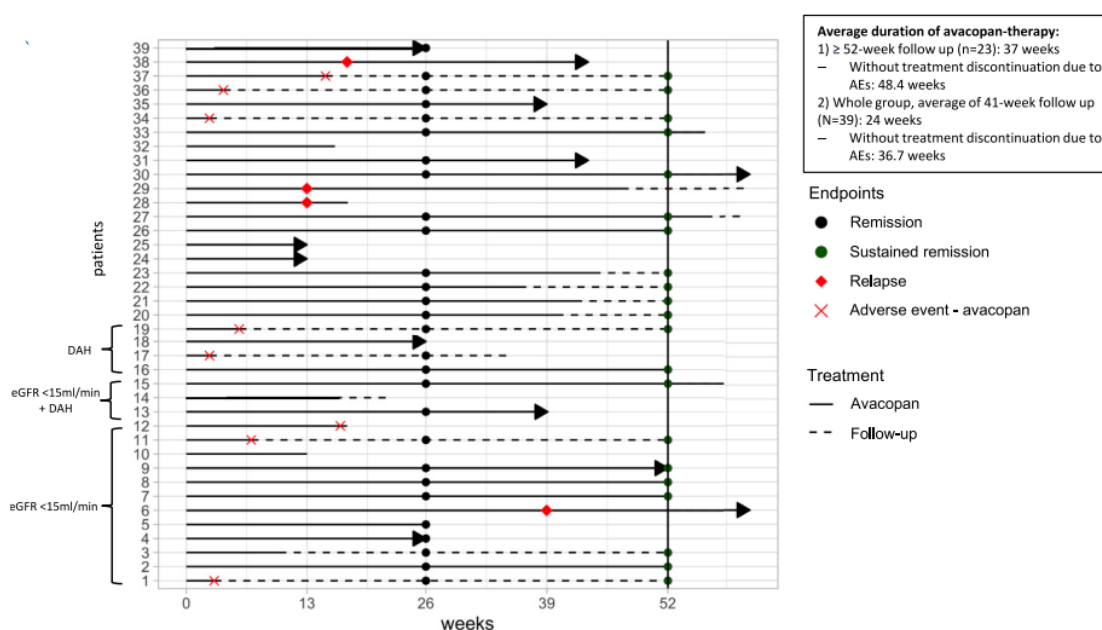 39
38
37
36
35
34
33
32
31
30
29
28
27
26
25
24
23
22
21
20
19
18
17
16
15
14
13
12
11
10
9
8
7
6
5
4
3
2
1
patients
DAH
eGFR <15ml/min
+ DAH
eGFR <15ml/min
0 13 26 39 52
weeks
Average duration of avacopan-therapy:
1) ≥ 52-week follow up (n=23): 37 weeks
– Without treatment discontinuation due to
AEs: 48.4 weeks
2) Whole group, average of 41-week follow up
(N=39): 24 weeks
– Without treatment discontinuation due to
AEs: 36.7 weeks
Endpoints
Remission
Sustained remission
Relapse
Adverse event - avacopan
Treatment
Avacopan
Follow-up